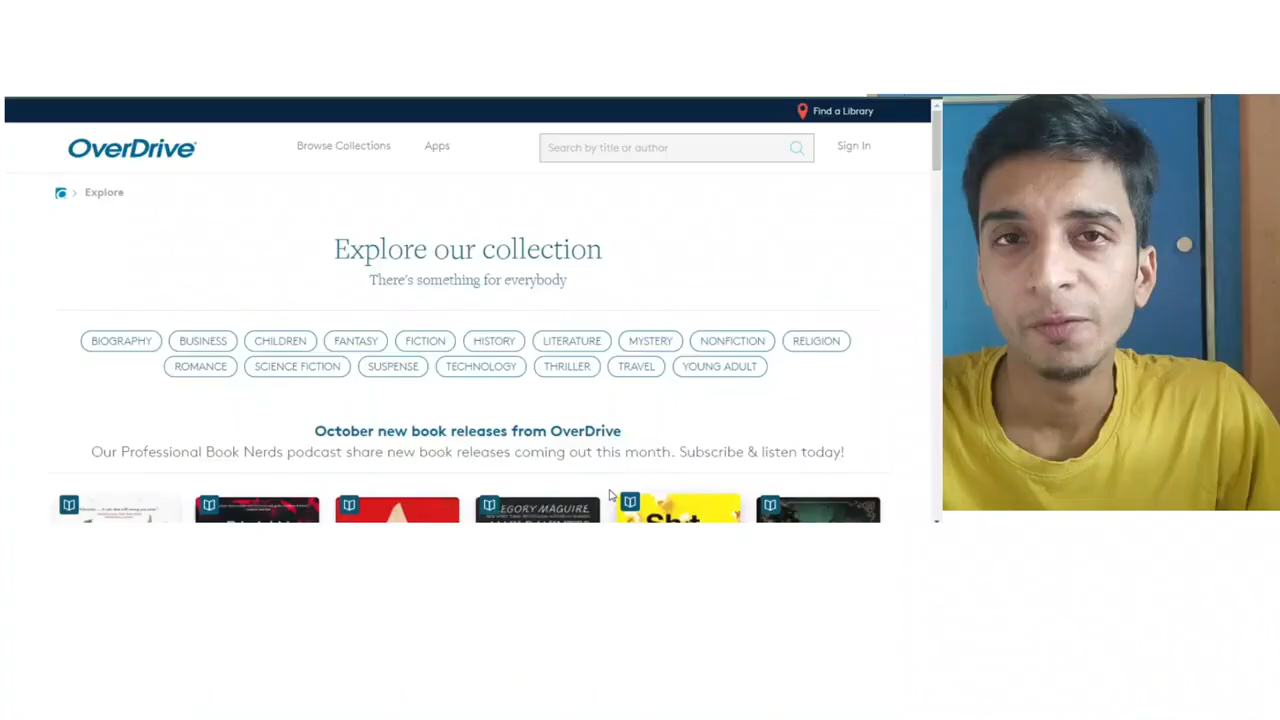 Find a Library
OverDrive
Browse Collections
Apps
Search by title or author
Sign In
Explore
Explore our collection
There's something for everybody
BIOGRAPHY
BUSINESS
CHILDREN
FANTASY
FICTION
HISTORY
LITERATURE
MYSTERY
NONFICTION
RELIGION
ROMANCE
SCIENCE FICTION
SUSPENSE
TECHNOLOGY
THRILLER
TRAVEL
YOUNG ADULT
October new book releases from OverDrive
Our Professional Book Nerds podcast share new book releases coming out this month. Subscribe & listen today!
EGORY MAGUIRE